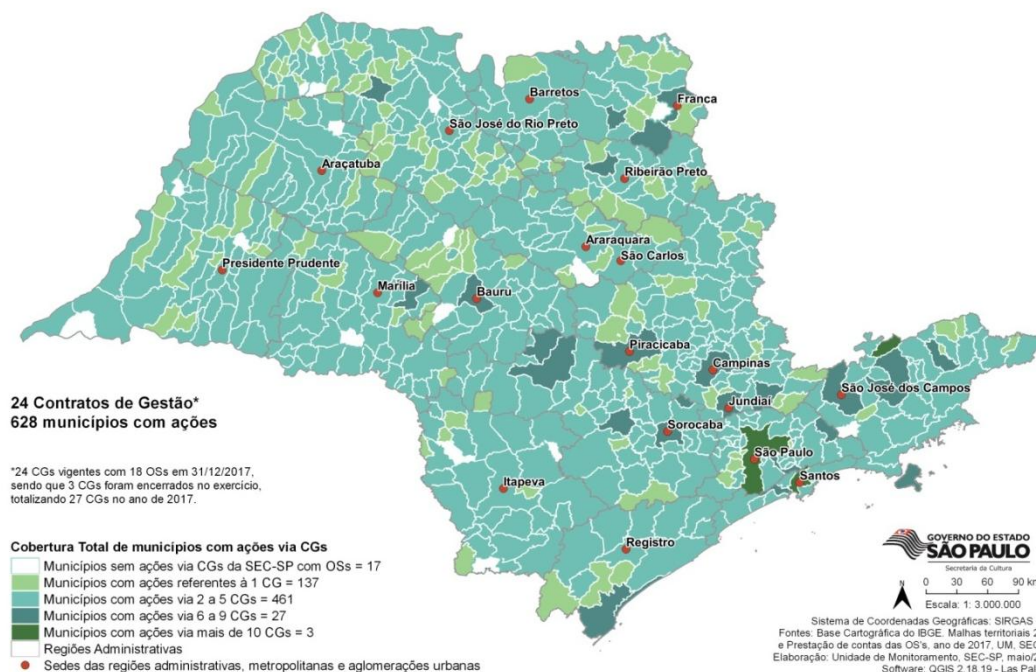 Barretos
Franca
São José do Rio Preto
Araçatuba
Ribeirão Preto
Araraquara
São Carlos
Presidente Prudente
Marília
Bauru
Piracicaba
Campinas
São José dos Campos
Jundiaí
Sorocaba
São Paulo
Santos
Itapeva
Registro
24 Contratos de Gestão*
628 municípios com ações
*24 CGs vigentes com 18 OSs em 31/12/2017,
sendo que 3 CGs foram encerrados no exercício,
totalizando 27 CGs no ano de 2017.
Cobertura Total de municípios com ações via CGs
Municípios sem ações via CGs da SEC-SP com OSs = 17
Municípios com ações referentes à 1 CG = 137
Municípios com ações via 2 a 5 CGs = 461
Municípios com ações via 6 a 9 CGs = 27
Municípios com ações via mais de 10 CGs = 3
Regiões Administrativas
Sedes das regiões administrativas, metropolitanas e aglomerações urbanas
GOVERNO DO ESTADO
SÃO PAULO
Secretaria da Cultura
N
0 30 60 90 km
Escala: 1: 3.000.000
Sistema de Coordenadas Geográficas: SIRGAS
Fontes: Base Cartográfica do IBGE. Malhas territoriais 2
e Prestação de contas das OS's, ano de 2017, UM, SEC
Elaboração: Unidade de Monitoramento, SEC-SP, maio/2
Software: QGIS 2.18.19 - Las Pal